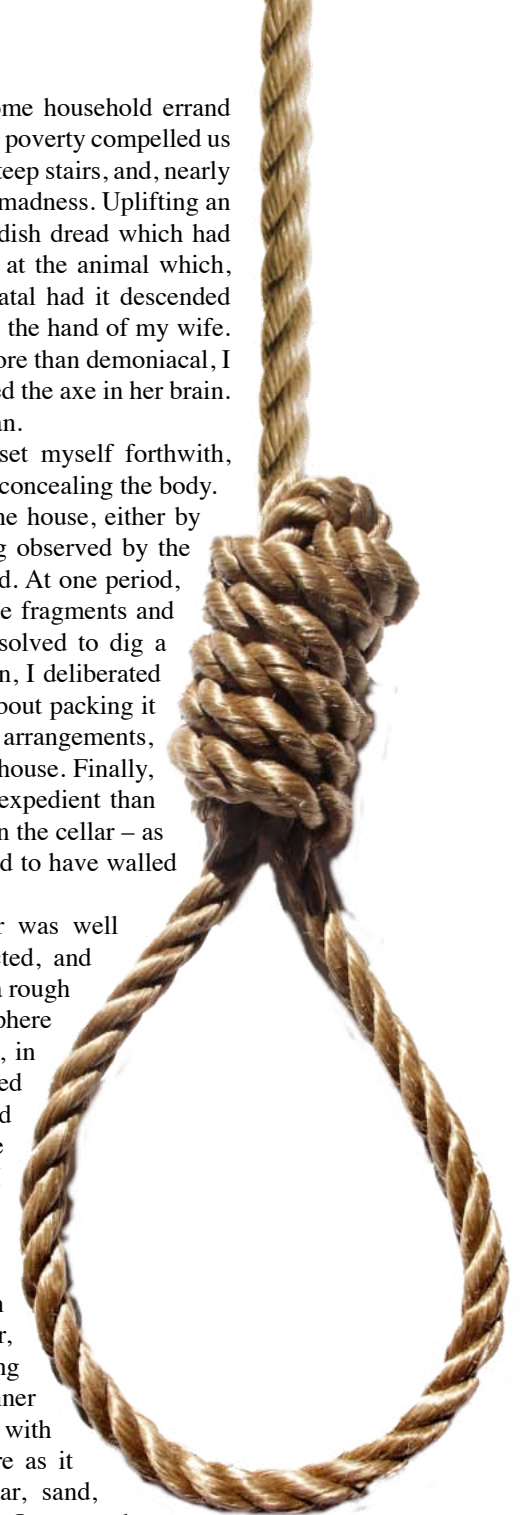 me household errand
poverty compelled us
teep stairs, and, nearly
madness. Uplifting an
dish dread which had
at the animal which,
atal had it descended
the hand of my wife.
ore than demoniacal, I
ed the axe in her brain.
an.
set myself forthwith,
concealing the body.
he house, either by
g observed by the
d. At one period,
e fragments and
solved to dig a
n, I deliberated
bout packing it
arrangements,
house. Finally,
expedient than
n the cellar – as
d to have walled
r was well
ted, and
rough
phere
, in
ed
d
e
n
r,
ng
ner
with
re as it
ar, sand,